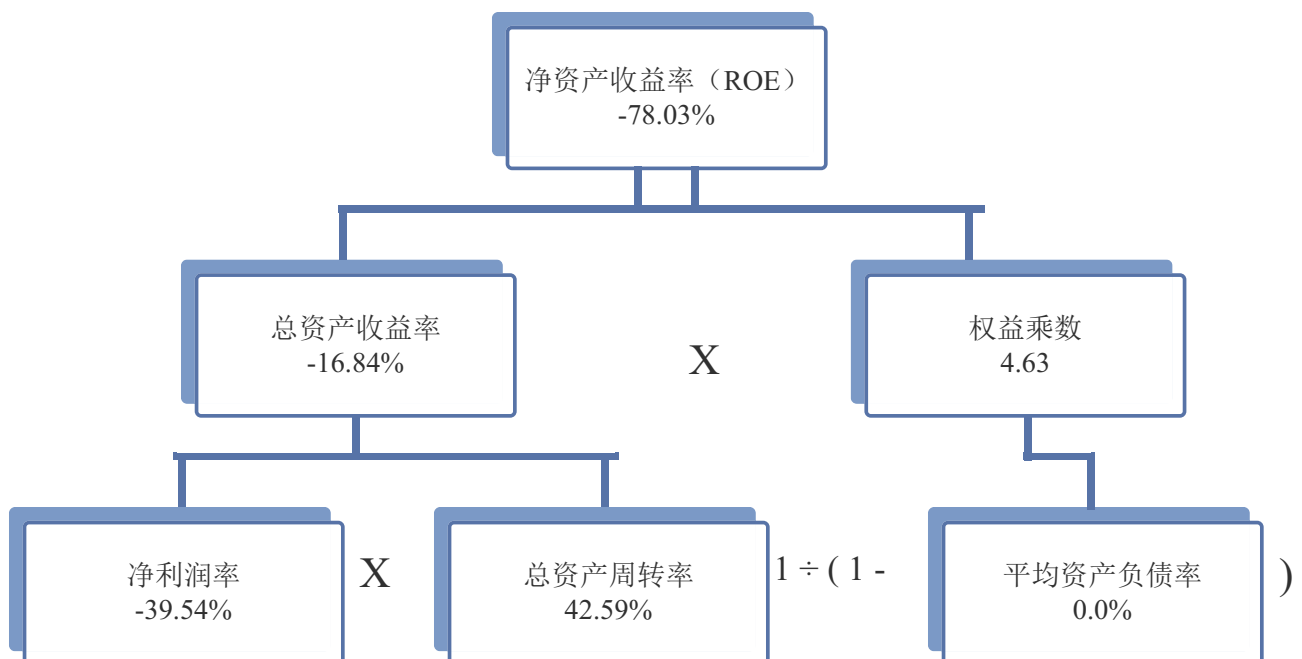 净资产收益率（ROE）
-78.03%
总资产收益率
-16.84%
X
权益乘数
4.63
净利润率
-39.54%
X
总资产周转率
42.59%
1 ÷ ( 1 -
平均资产负债率
0.0%
)